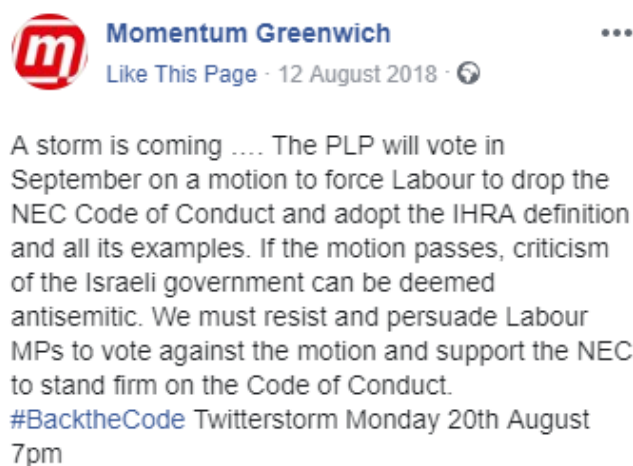 m
Momentum Greenwich
Like This Page · 12 August 2018 ·
A storm is coming .... The PLP will vote in
September on a motion to force Labour to drop the
NEC Code of Conduct and adopt the IHRA definition
and all its examples. If the motion passes, criticism
of the Israeli government can be deemed
antisemitic. We must resist and persuade Labour
MPs to vote against the motion and support the NEC
to stand firm on the Code of Conduct.
#BacktheCode Twitterstorm Monday 20th August
7pm